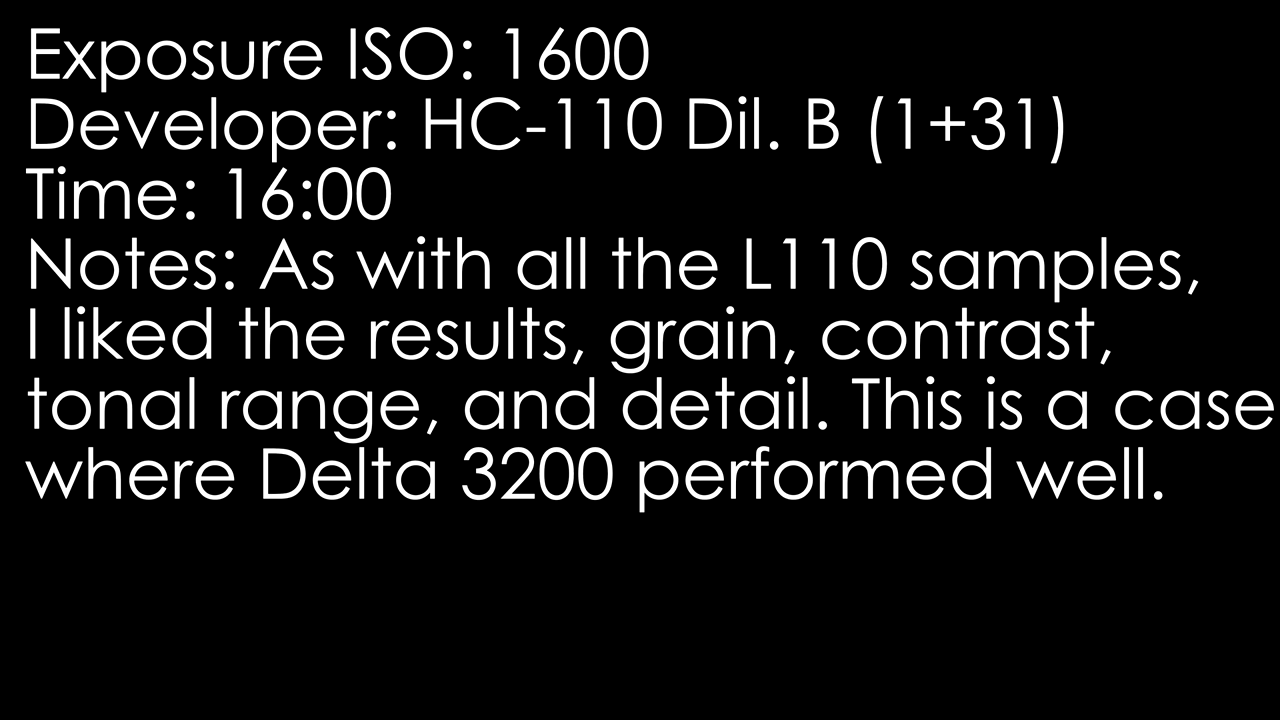 Exposure ISO: 1600
Developer: HC-110 Dil. B (1+31)
Time: 16:00
Notes: As with all the L110 samples,
I liked the results, grain, contrast,
tonal range, and detail. This is a case
where Delta 3200 performed well.